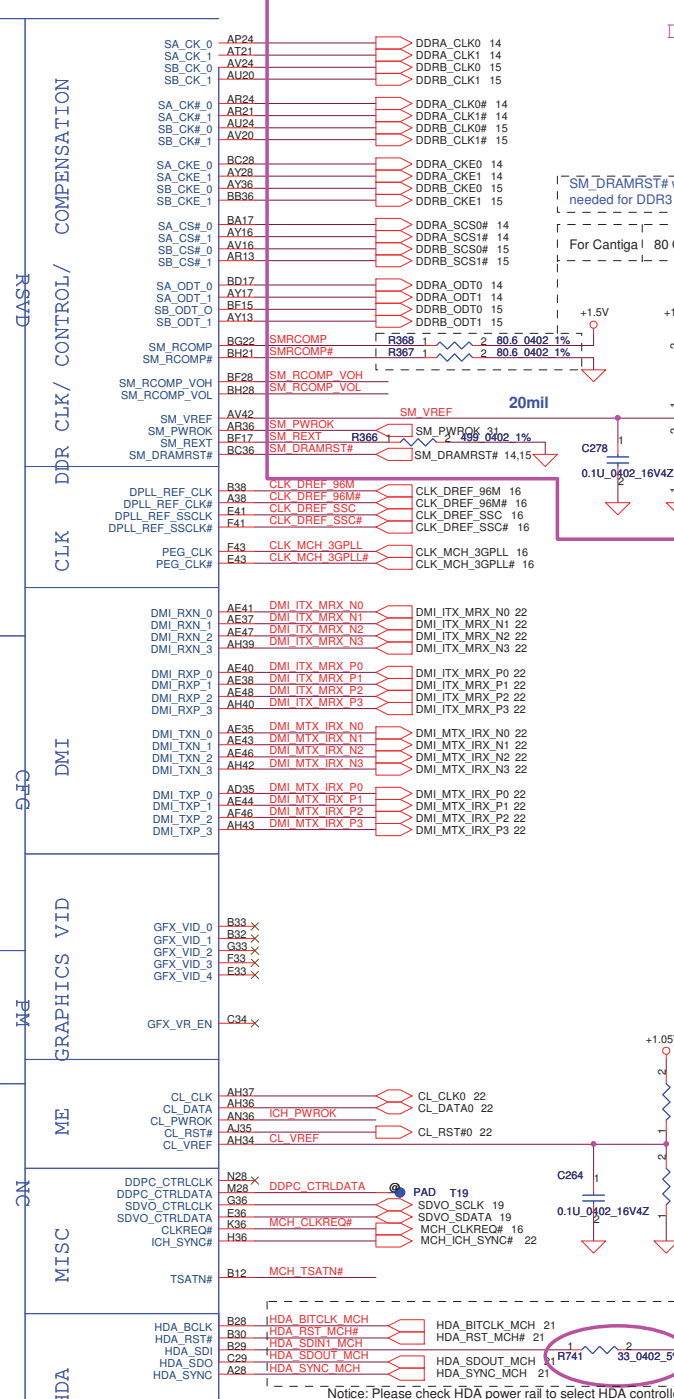 SA_CK_0 AP24 DDRA_CLK0 14
SA_CK_1 AT21 DDRA_CLK1 14
SB_CK_0 AV24 DDRB_CLK0 15
SB_CK_1 AU20 DDRB_CLK1 15
SA_CK#_0 AR24 DDRA_CLK0# 14
SA_CK#_1 AR21 DDRA_CLK1# 14
SB_CK#_0 AU24 DDRB_CLK0# 15
SB_CK#_1 AV20 DDRB_CLK1# 15
SA_CKE_0 BC28 DDRA_CKE0 14
SA_CKE_1 AY28 DDRA_CKE1 14
SB_CKE_0 AY36 DDRB_CKE0 15
SB_CKE_1 BB36 DDRB_CKE1 15
SM_DRAMRST#
needed for DDR3
SA_CS#_0 BA17 DDRA_SCS0# 14
SA_CS#_1 AY16 DDRA_SCS1# 14
SB_CS#_0 AV16 DDRB_SCS0# 15
SB_CS#_1 AR13 DDRB_SCS1# 15
For Cantiga 80
SA_ODT_0 BD17 DDRA_ODT0 14
SA_ODT_1 AY17 DDRA_ODT1 14
SB_ODT_O BF15 DDRB_ODT0 15
SB_ODT_1 AY13 DDRB_ODT1 15
+1.5V
SM_RCOMP BG22 SMRCOMP R368 1 2 80.6_0402_1%
SM_RCOMP# BH21 SMRCOMP# R367 1 2 80.6_0402_1%
SM_RCOMP_VOH BF28 SM_RCOMP_VOH
SM_RCOMP_VOL BH28 SM_RCOMP_VOL
20mil
SM_VREF AV42 SM_VREF
SM_PWROK AR36 SM_PWROK SM_PWROK 31
SM_REXT BF17 SM_REXT R366 1 2 499_0402_1%
SM_DRAMRST# BC36 SM_DRAMRST# SM_DRAMRST# 14,15
C278 1
0.1U_0402_16V4Z
2
DDR CLK/ CONTROL/ COMPENSATION
RSVD
DPLL_REF_CLK B38 CLK_DREF_96M CLK_DREF_96M 16
DPLL_REF_CLK# A38 CLK_DREF_96M# CLK_DREF_96M# 16
DPLL_REF_SSCLK E41 CLK_DREF_SSC CLK_DREF_SSC 16
DPLL_REF_SSCLK# F41 CLK_DREF_SSC# CLK_DREF_SSC# 16
PEG_CLK F43 CLK_MCH_3GPLL CLK_MCH_3GPLL 16
PEG_CLK# E43 CLK_MCH_3GPLL# CLK_MCH_3GPLL# 16
CLK
DMI_RXN_0 AE41 DMI_ITX_MRX_N0 DMI_ITX_MRX_N0 22
DMI_RXN_1 AE37 DMI_ITX_MRX_N1 DMI_ITX_MRX_N1 22
DMI_RXN_2 AE47 DMI_ITX_MRX_N2 DMI_ITX_MRX_N2 22
DMI_RXN_3 AH39 DMI_ITX_MRX_N3 DMI_ITX_MRX_N3 22
DMI_RXP_0 AE40 DMI_ITX_MRX_P0 DMI_ITX_MRX_P0 22
DMI_RXP_1 AE38 DMI_ITX_MRX_P1 DMI_ITX_MRX_P1 22
DMI_RXP_2 AE48 DMI_ITX_MRX_P2 DMI_ITX_MRX_P2 22
DMI_RXP_3 AH40 DMI_ITX_MRX_P3 DMI_ITX_MRX_P3 22
DMI_TXN_0 AE35 DMI_MTX_IRX_N0 DMI_MTX_IRX_N0 22
DMI_TXN_1 AE43 DMI_MTX_IRX_N1 DMI_MTX_IRX_N1 22
DMI_TXN_2 AE46 DMI_MTX_IRX_N2 DMI_MTX_IRX_N2 22
DMI_TXN_3 AH42 DMI_MTX_IRX_N3 DMI_MTX_IRX_N3 22
DMI_TXP_0 AD35 DMI_MTX_IRX_P0 DMI_MTX_IRX_P0 22
DMI_TXP_1 AE44 DMI_MTX_IRX_P1 DMI_MTX_IRX_P1 22
DMI_TXP_2 AF46 DMI_MTX_IRX_P2 DMI_MTX_IRX_P2 22
DMI_TXP_3 AH43 DMI_MTX_IRX_P3 DMI_MTX_IRX_P3 22
DMI
CFG
GFX_VID_0 B33
GFX_VID_1 B32
GFX_VID_2 G33
GFX_VID_3 F33
GFX_VID_4 E33
GFX_VR_EN C34
GRAPHICS VID
PM
+1.05V
CL_CLK AH37 CL_CLK0 22
CL_DATA AH36 CL_DATA0 22
CL_PWROK AN36 ICH_PWROK
CL_RST# AJ35 CL_RST#0 22
CL_VREF AH34 CL_VREF
ME
2
1
2
1
C264 1
0.1U_0402_16V4Z
2
NC
DDPC_CTRLCLK N28
DDPC_CTRLDATA M28 DDPC_CTRLDATA @ PAD T19
SDVO_CTRLCLK G36 SDVO_SCLK 19
SDVO_CTRLDATA E36 SDVO_SDATA 19
CLKREQ# K36 MCH_CLKREQ# MCH_CLKREQ# 16
ICH_SYNC# H36 MCH_ICH_SYNC# 22
TSATN# B12 MCH_TSATN#
MISC
HDA_BCLK B28 HDA_BITCLK_MCH HDA_BITCLK_MCH 21
HDA_RST# B30 HDA_RST_MCH# HDA_RST_MCH# 21
HDA_SDI B29 HDA_SDIN1_MCH R741 1 2
HDA_SDO C29 HDA_SDOUT_MCH HDA_SDOUT_MCH 21
HDA_SYNC A28 HDA_SYNC_MCH HDA_SYNC_MCH 21
HDA
Notice: Please check HDA power rail to select HDA